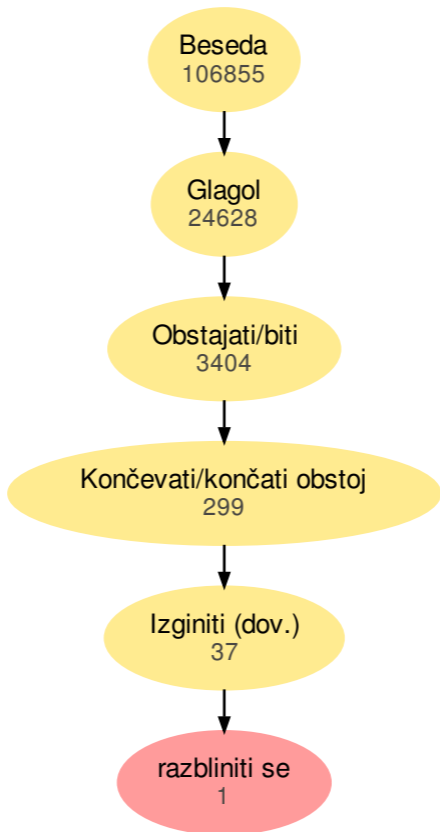 Beseda
106855
Glagol
24628
Obstajati/biti
3404
Končevati/končati obstoj
299
Izginiti (dov.)
37
razbliniti se
1